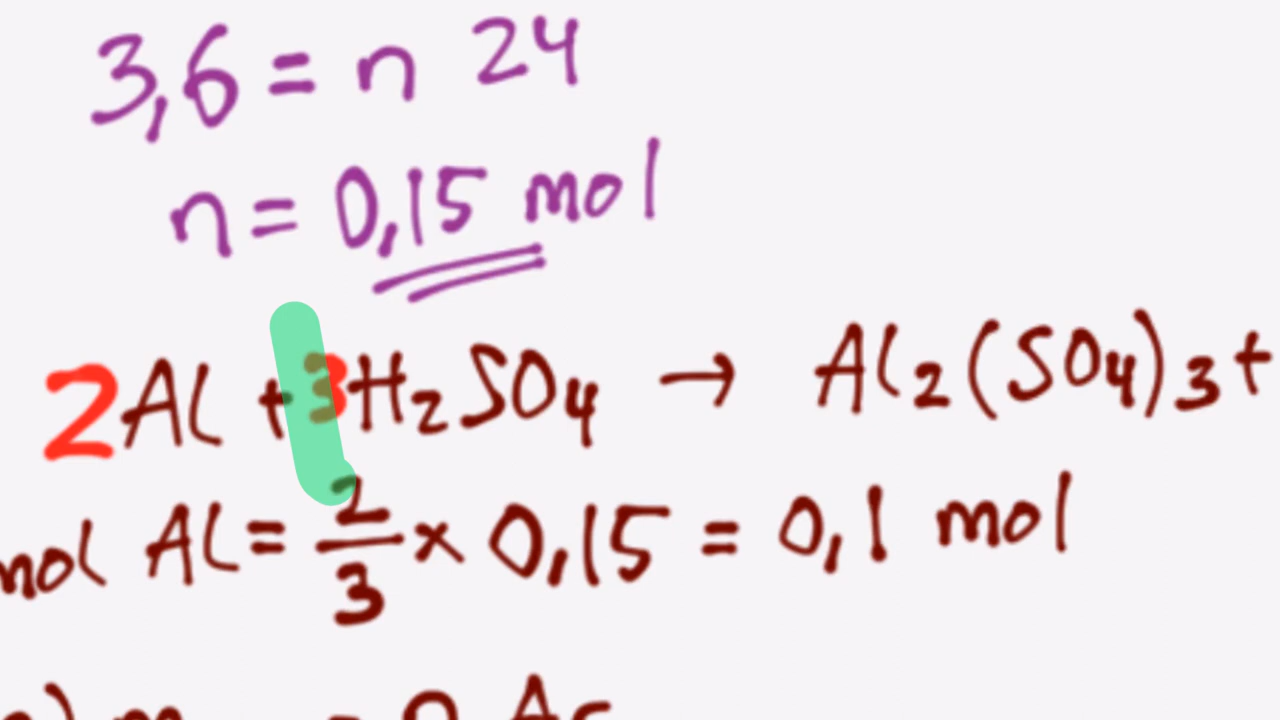 3,6 = n 24
n = 0,15 mol
2Al + 3H₂SO₄ → Al₂(SO₄)₃ +
mol Al = 2/3 × 0,15 = 0,1 mol